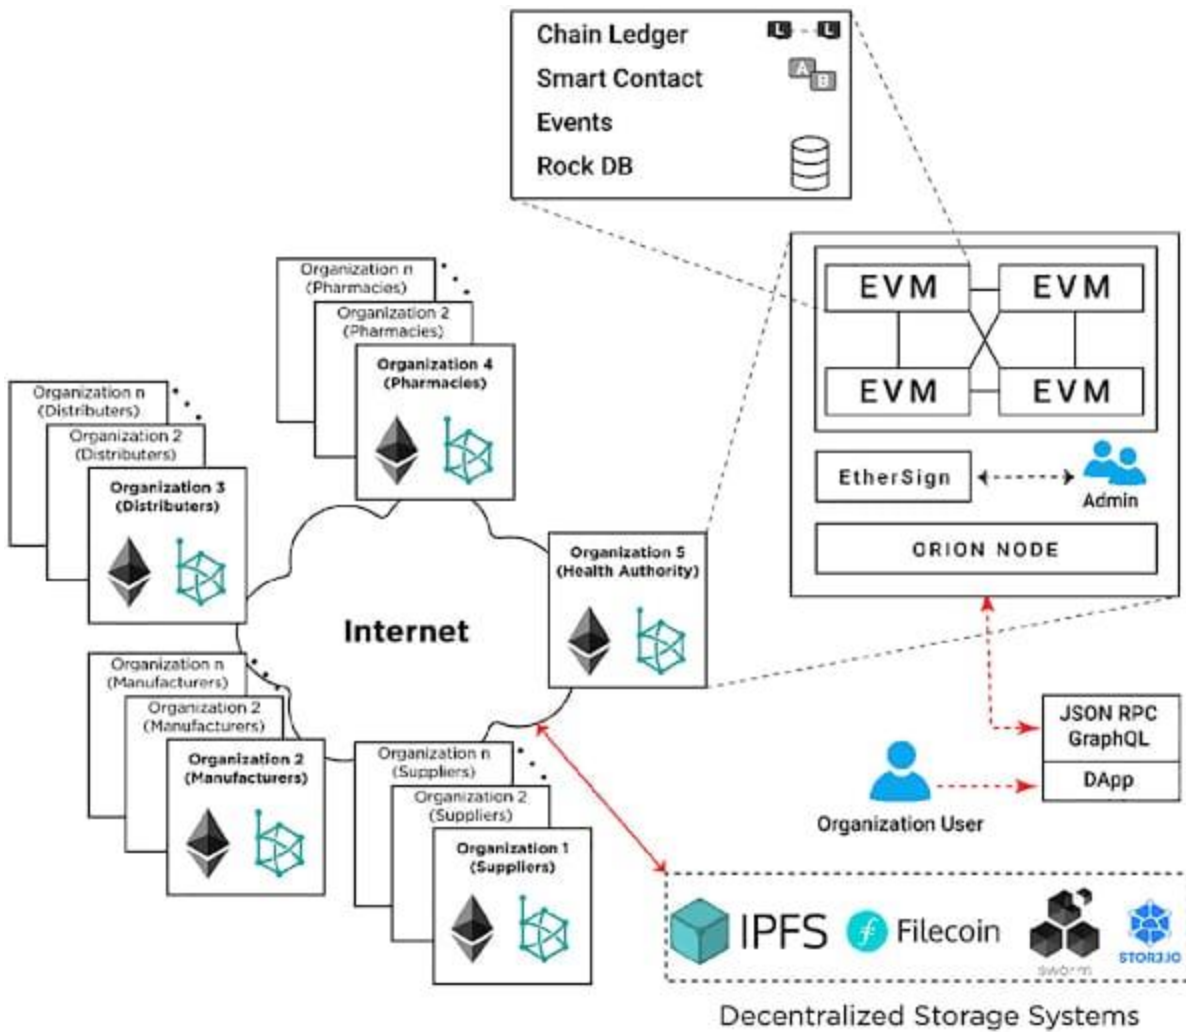 Chain Ledger
L
L
Smart Contact
A
B
Events
Rock DB
EVM
EVM
EVM
EVM
EtherSign
Admin
ORION NODE
Organization n
(Pharmacies)
Organization 2
(Pharmacies)
Organization 4
(Pharmacies)
Organization n
(Distributers)
Organization 2
(Distributers)
Organization 3
(Distributers)
Organization 5
(Health Authority)
Internet
Organization n
(Manufacturers)
Organization 2
(Manufacturers)
Organization 2
(Manufacturers)
Organization n
(Suppliers)
Organization 2
(Suppliers)
Organization 1
(Suppliers)
JSON RPC
GraphQL
DApp
Organization User
IPFS
Filecoin
swarm
STORJ.IO
Decentralized Storage Systems